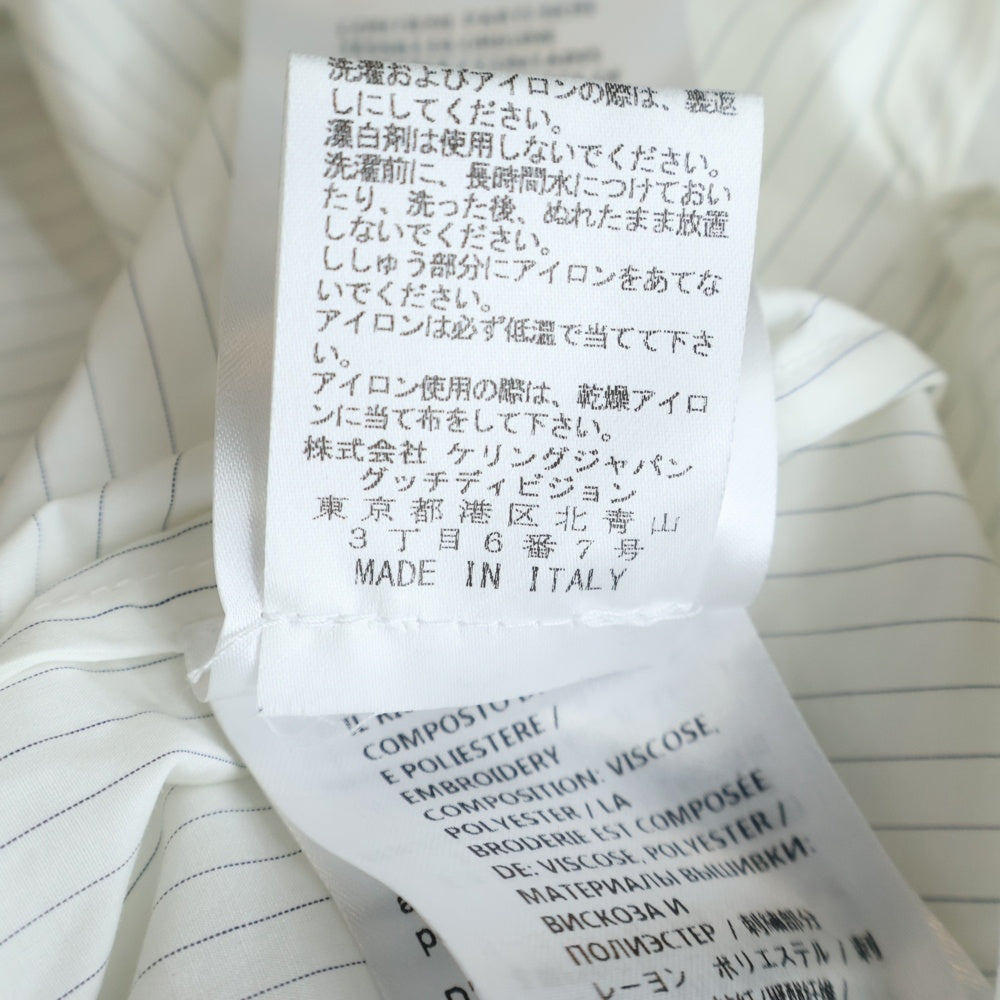 洗濯およびアイロンの際は、裏返
しにしてください。
漂白剤は使用しないでください。
洗濯前に、長時間水につけておい
たり、洗った後、ぬれたまま放置
しないでください。
ししゅう部分にアイロンをあてな
いでください。
アイロンは必ず低温で当てて下さ
い。
アイロン使用の際は、乾燥アイロ
ンに当て布をして下さい。
株式会社 ケリングジャパン
グッチディビジョン
東京都港区北青山
3丁目6番7号
MADE IN ITALY
COMPOSTO
E POLIESTERE /
EMBROIDERY
COMPOSITION: VISCOSE,
POLYESTER / LA
BRODERIE EST COMPOSÉE
DE: VISCOSE, POLYESTER /
МАТЕРИАЛЫ ВЫШИВКИ:
ВИСКОЗА И
ПОЛИЭСТЕР / 刺繍部分
レーヨン ポリエステル / 刺